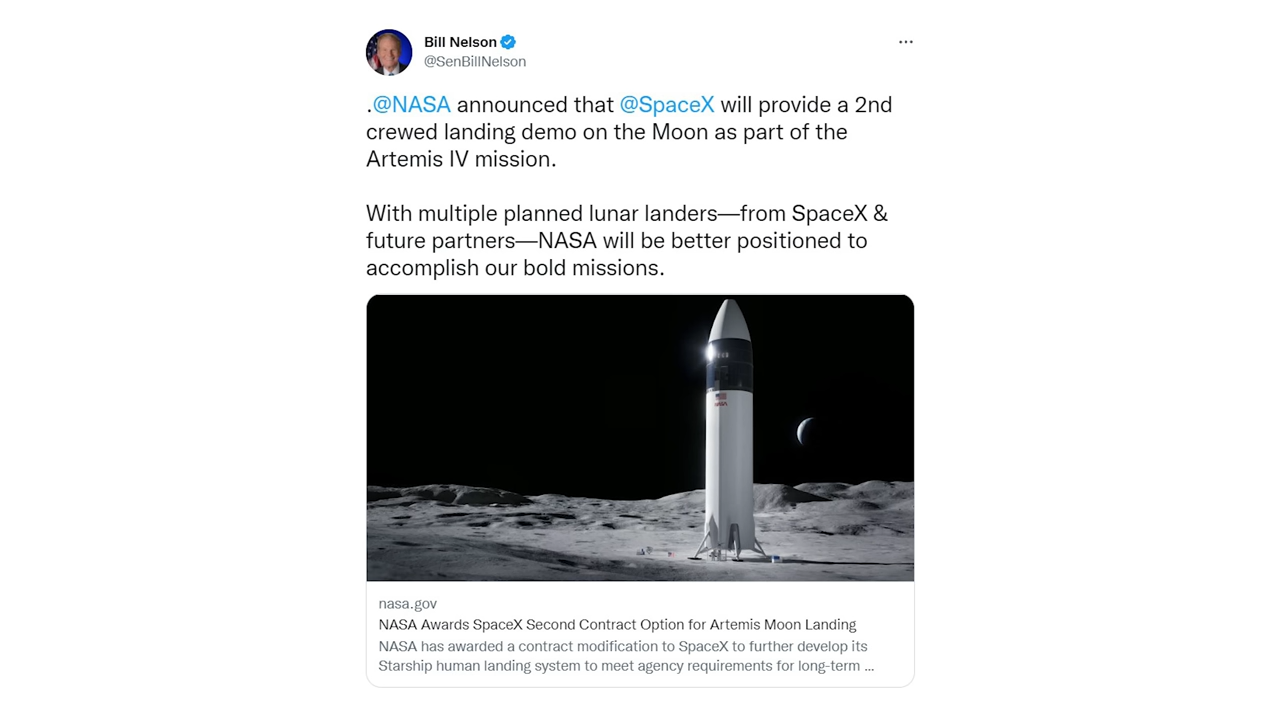 Bill Nelson
@SenBillNelson
.@NASA announced that @SpaceX will provide a 2nd
crewed landing demo on the Moon as part of the
Artemis IV mission.
With multiple planned lunar landers—from SpaceX &
future partners—NASA will be better positioned to
accomplish our bold missions.
NASA
nasa.gov
NASA Awards SpaceX Second Contract Option for Artemis Moon Landing
NASA has awarded a contract modification to SpaceX to further develop its
Starship human landing system to meet agency requirements for long-term ...